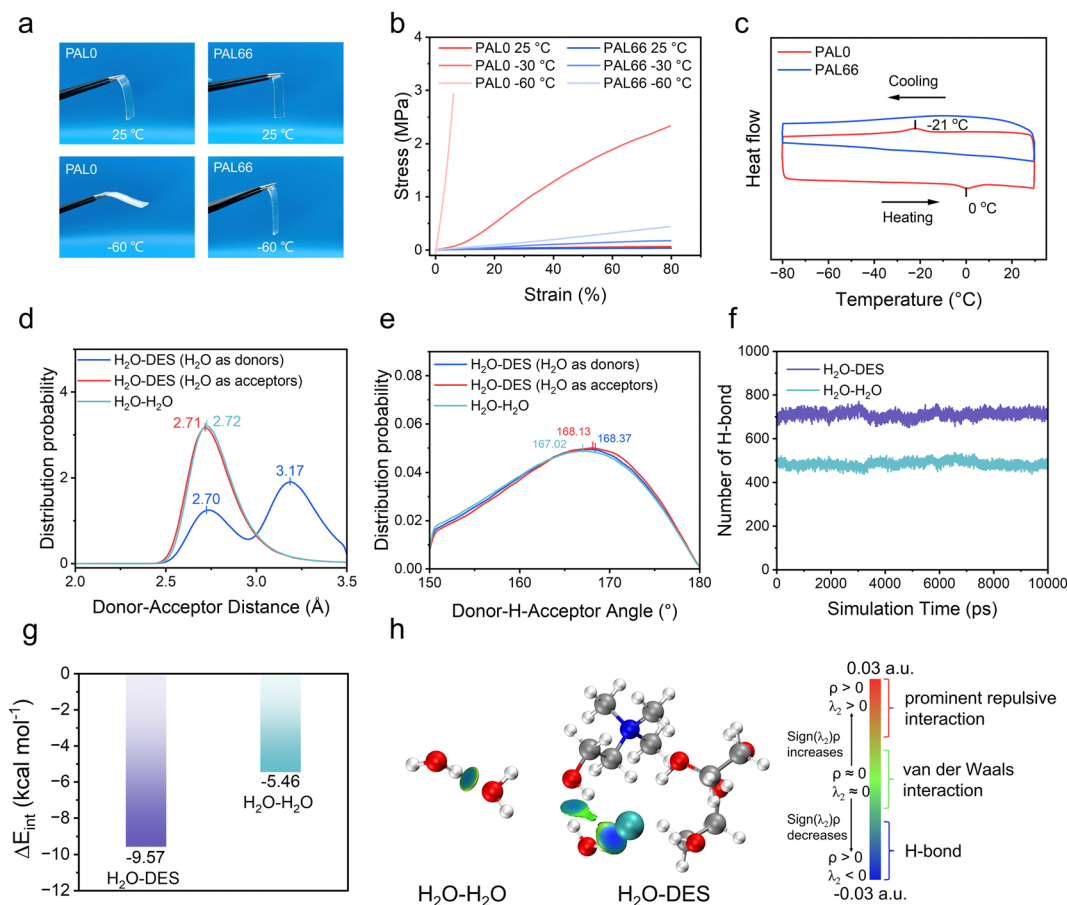 a
PAL0
PAL66
25 ℃
25 ℃
PAL0
PAL66
-60 ℃
-60 ℃
b
PAL0 25 °C
PAL66 25 °C
PAL0 -30 °C
PAL66 -30 °C
PAL0 -60 °C
PAL66 -60 °C
4
3
2
1
0
Stress (MPa)
0 20 40 60 80
Strain (%)
c
PAL0
PAL66
Cooling
-21 °C
Heating
0 °C
Heat flow
−80 −60 −40 −20 0 20
Temperature (°C)
d
H₂O-DES (H₂O as donors)
H₂O-DES (H₂O as acceptors)
H₂O-H₂O
2.71
2.72
3.17
2.70
4
2
0
Distribution probability
2.0 2.5 3.0 3.5
Donor-Acceptor Distance (Å)
e
H₂O-DES (H₂O as donors)
H₂O-DES (H₂O as acceptors)
H₂O-H₂O
168.13
167.02
168.37
0.08
0.06
0.04
0.02
0.00
Distribution probability
150 160 170 180
Donor-H-Acceptor Angle (°)
f
H₂O-DES
H₂O-H₂O
1000
800
600
400
200
0
Number of H-bond
0 2000 4000 6000 8000 10000
Simulation Time (ps)
g
0
−2
−4
−6
−8
−10
−12
ΔEint (kcal mol⁻¹)
-5.46
H₂O-H₂O
-9.57
H₂O-DES
h
H₂O-H₂O
H₂O-DES
0.03 a.u.
ρ > 0
λ₂ > 0
prominent repulsive
interaction
Sign(λ₂)ρ
increases
ρ ≈ 0
λ₂ ≈ 0
van der Waals
interaction
Sign(λ₂)ρ
decreases
ρ > 0
λ₂ < 0
H-bond
-0.03 a.u.